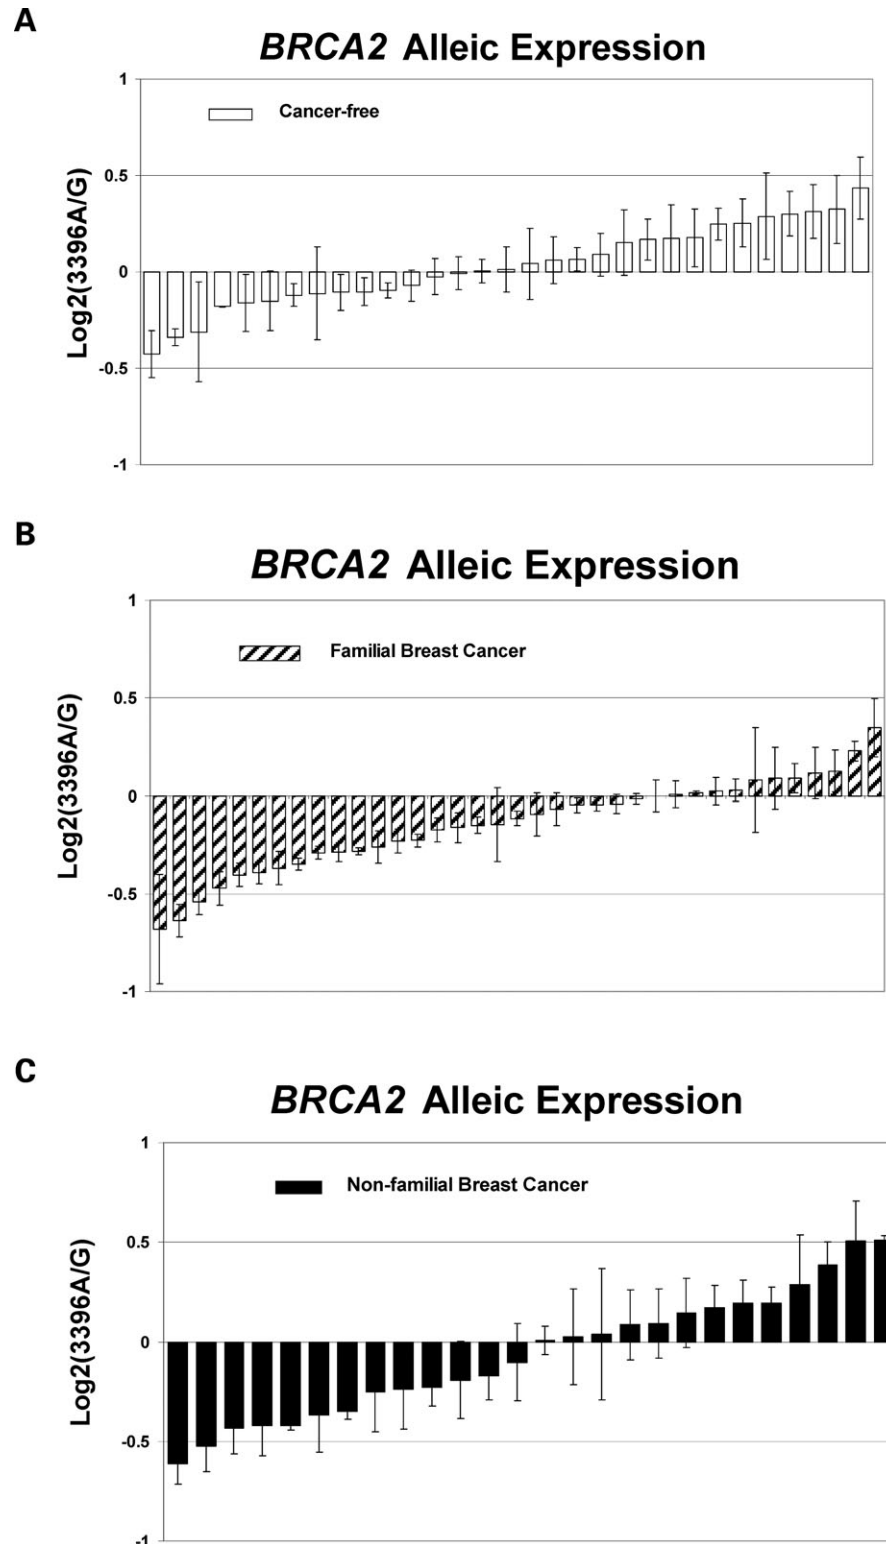 A
BRCA2 Alleic Expression
1
Cancer-free
0.5
Log2(3396A/G)
0
-0.5
-1
B
BRCA2 Alleic Expression
1
Familial Breast Cancer
0.5
Log2(3396A/G)
0
-0.5
-1
C
BRCA2 Alleic Expression
1
Non-familial Breast Cancer
0.5
Log2(3396A/G)
0
-0.5
-1